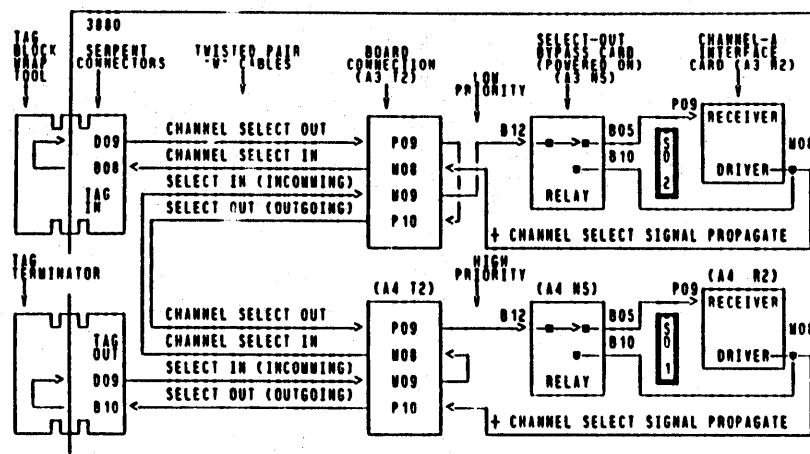 3880
TAG BLOCK WRAP TOOL
SERPENT CONNECTORS
TWISTED PAIR "W" CABLES
BOARD CONNECTION (A3 T2)
LOW PRIORITY
SELECT-OUT BYPASS CARD (POWERED ON) (A3 N5)
CHANNEL-A INTERFACE CARD (A3 R2)
D09
B08
TAG IN
CHANNEL SELECT OUT
CHANNEL SELECT IN
SELECT IN (INCOMMING)
SELECT OUT (OUTGOING)
P09
M08
M09
P10
B12
B05
B10
RELAY
SD 2
P09
RECEIVER
DRIVER
M08
+ CHANNEL SELECT SIGNAL PROPAGATE
TAG TERMINATOR
(A4 T2)
HIGH PRIORITY
(A4 N5)
(A4 R2)
TAG OUT
D09
B10
CHANNEL SELECT OUT
CHANNEL SELECT IN
SELECT IN (INCOMMING)
SELECT OUT (OUTGOING)
P09
M08
M09
P10
B12
B05
B10
RELAY
SD 1
P09
RECEIVER
DRIVER
M08
+ CHANNEL SELECT SIGNAL PROPAGATE